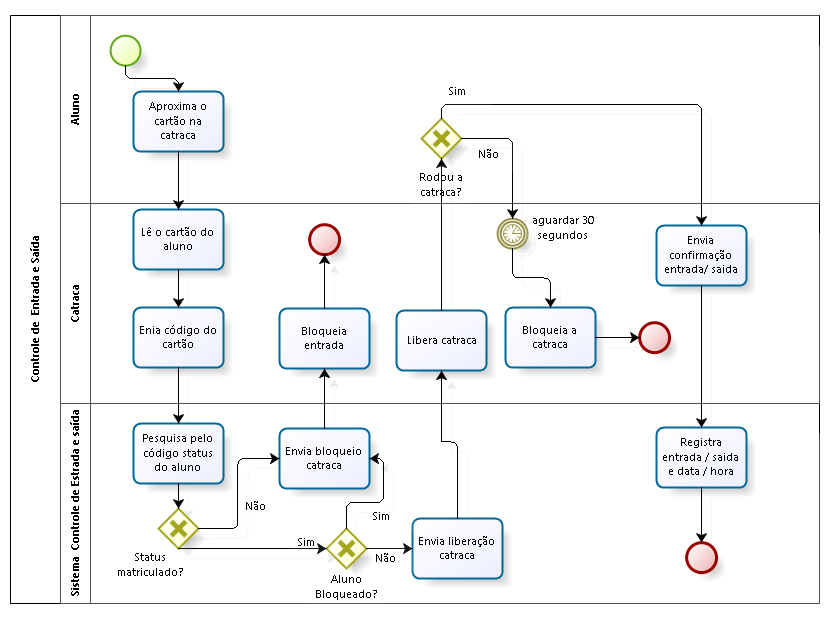 Controle de  Entrada e Saída
Aluno
Aproxima o
cartão na
catraca
Sim
Não
Rodou a
catraca?
Catraca
Lê o cartão do
aluno
Enia código do
cartão
Bloqueia
entrada
Libera catraca
aguardar 30
segundos
Bloqueia a
catraca
Envia
confirmação
entrada/ saida
Sistema  Controle de Estrada e saída
Pesquisa pelo
código status
do aluno
Não
Status
matriculado?
Sim
Envia bloqueio
catraca
Sim
Não
Aluno
Bloqueado?
Envia liberação
catraca
Registra
entrada / saida
e data / hora